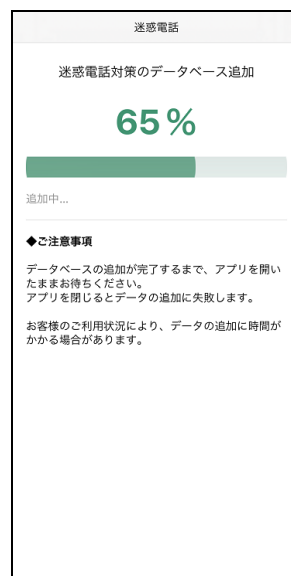 迷惑電話
迷惑電話対策のデータベース追加
65%
追加中...
◆ご注意事項
データベースの追加が完了するまで、アプリを開い
たままお待ちください。
アプリを閉じるとデータの追加に失敗します。
お客様のご利用状況により、データの追加に時間が
かかる場合があります。